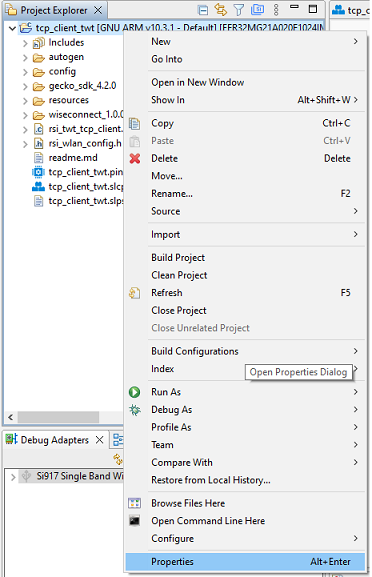 Project Explorer
tcp_c
tcp_client_twt [GNU ARM v10.3.1 - Default] [EFR32MG21A020F1024IM
Includes
autogen
config
gecko_sdk_4.2.0
resources
wiseconnect_1.0.0
rsi_twt_tcp_client.
rsi_wlan_config.h
readme.md
tcp_client_twt.pin
tcp_client_twt.slcp
tcp_client_twt.slps
Debug Adapters
Si917 Single Band Wi
New
Go Into
Open in New Window
Show In Alt+Shift+W
Copy Ctrl+C
Paste Ctrl+V
Delete Delete
Move...
Rename... F2
Source
Import
Build Project
Clean Project
Refresh F5
Close Project
Close Unrelated Project
Build Configurations
Index
Open Properties Dialog
Run As
Debug As
Profile As
Team
Compare With
Restore from Local History...
Browse Files Here
Open Command Line Here
Configure
Properties Alt+Enter